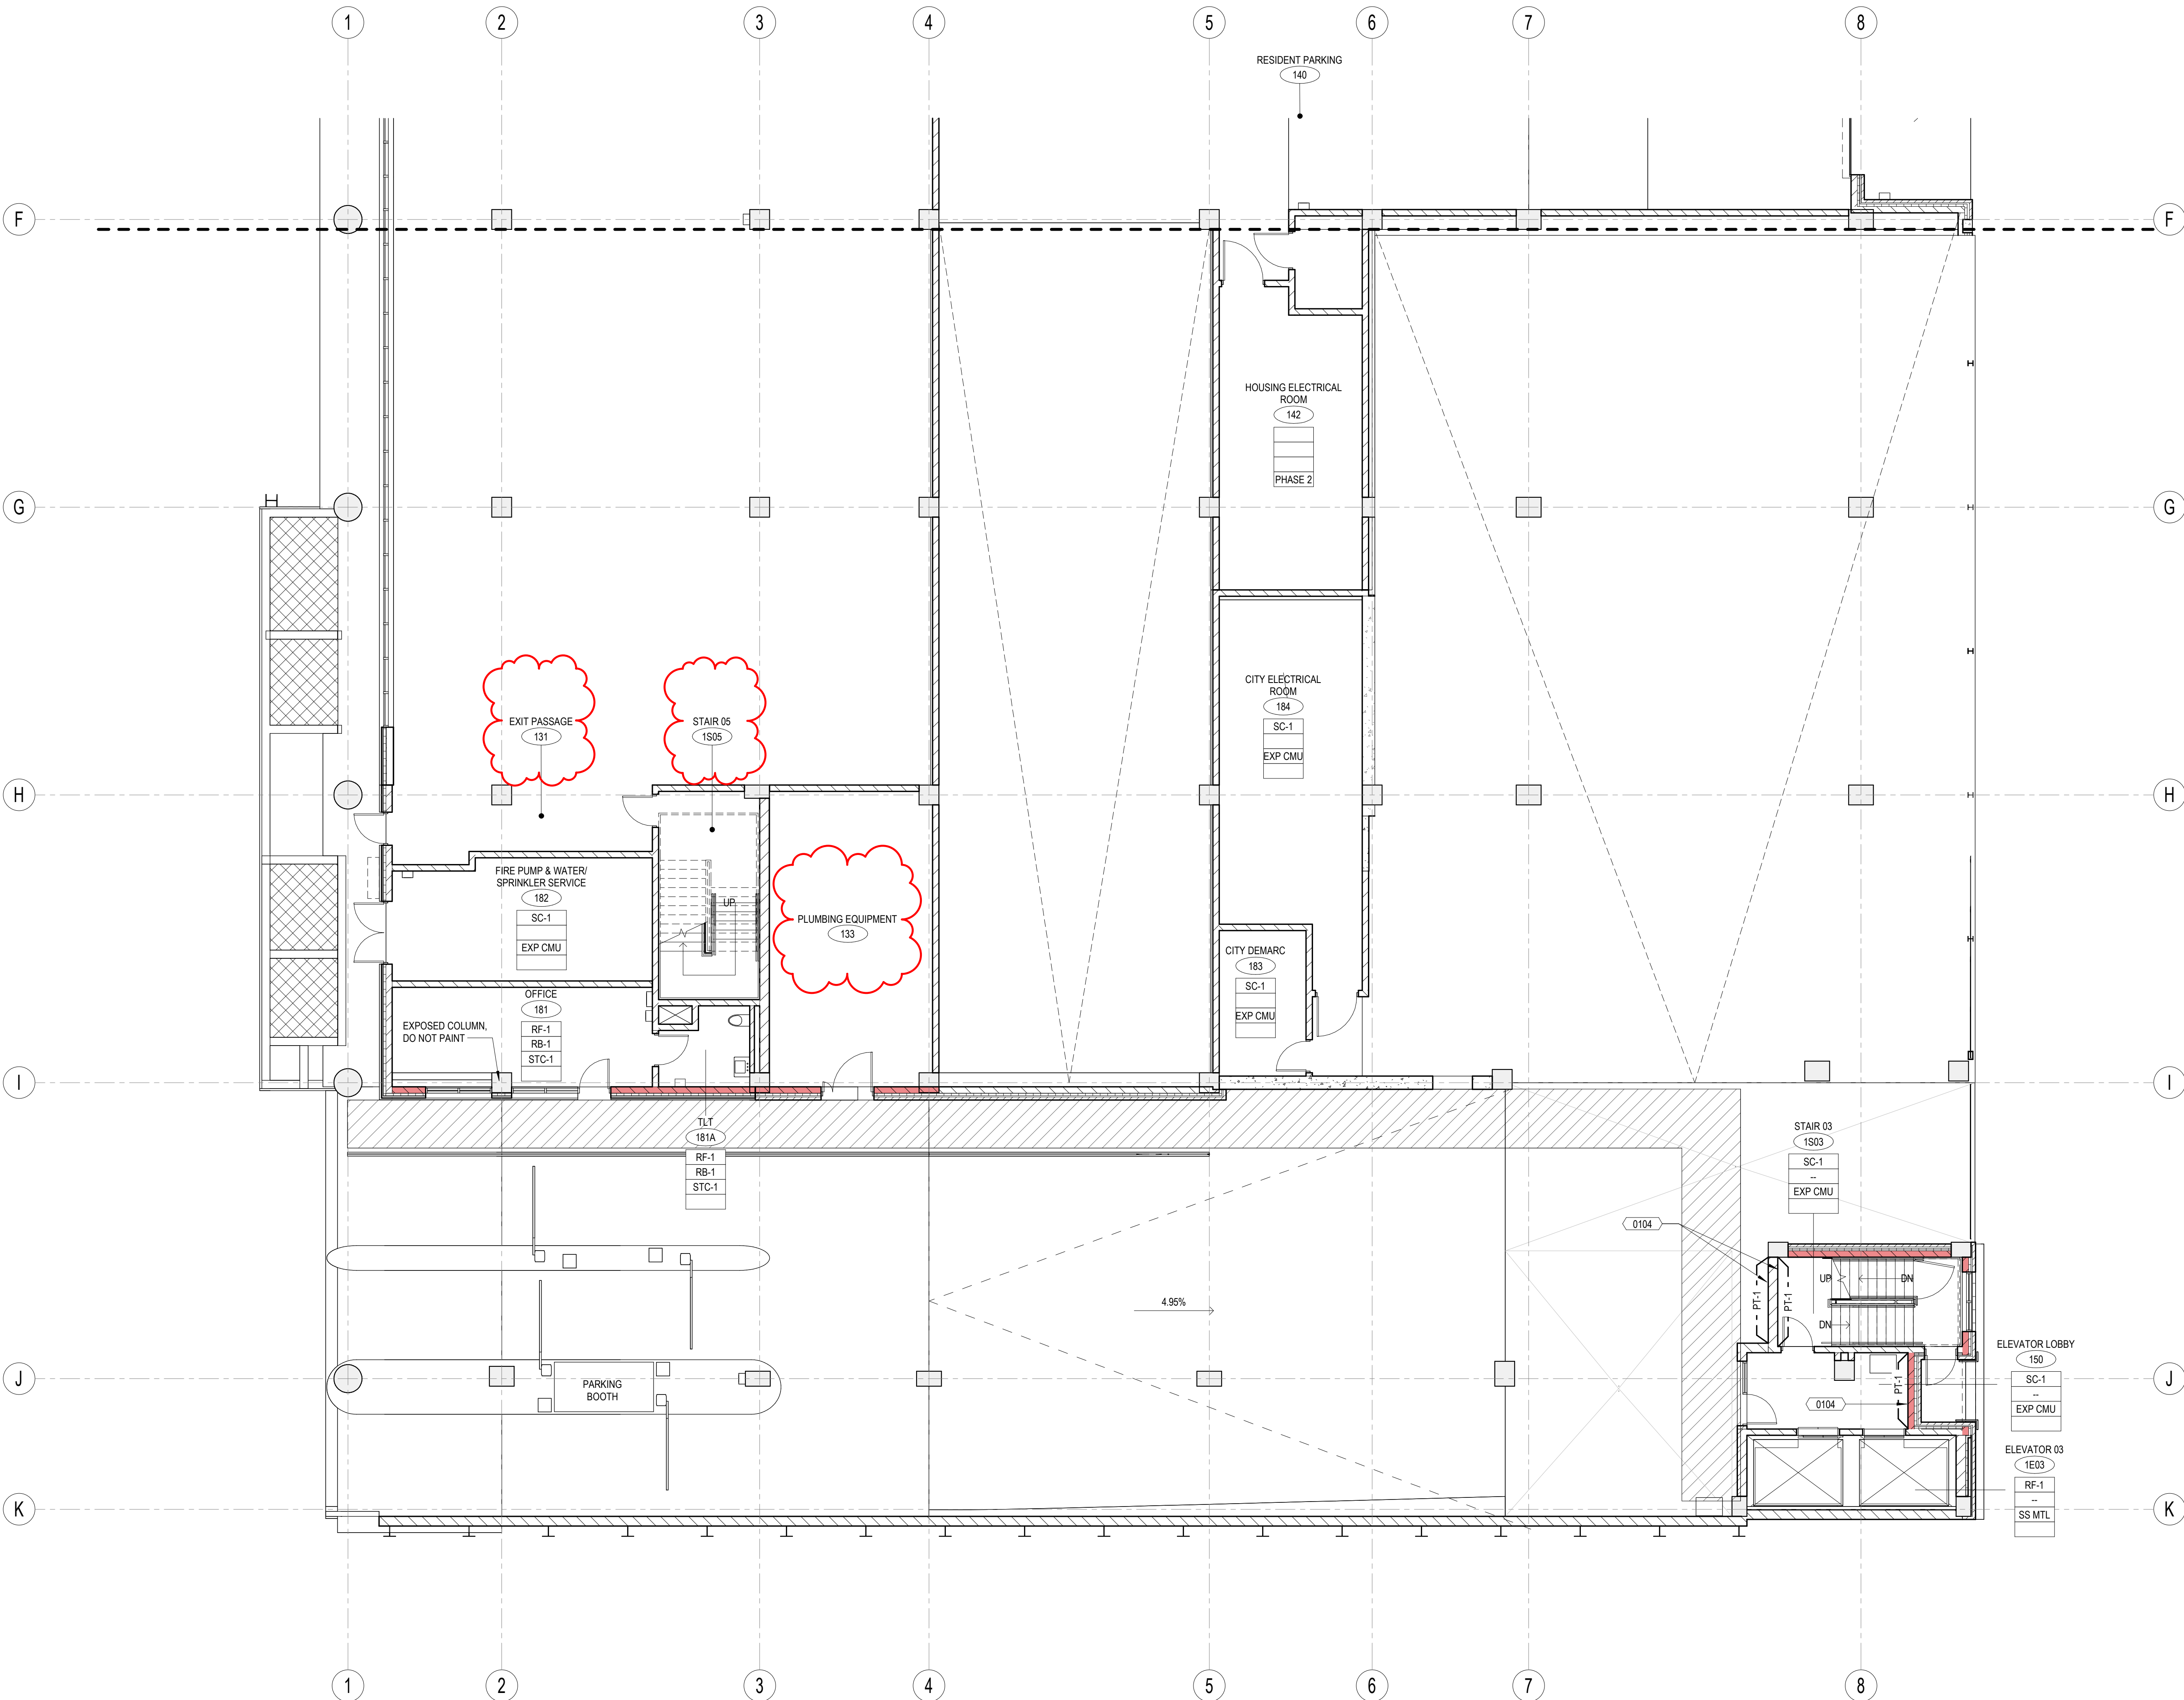 1 2 3 4 5 6 7 8
RESIDENT PARKING
140
F F
HOUSING ELECTRICAL
ROOM
142
PHASE 2
G G
CITY ELECTRICAL
ROOM
184
SC-1
EXP CMU
EXIT PASSAGE
131
STAIR 05
1S05
H H
FIRE PUMP & WATER/
SPRINKLER SERVICE
182
SC-1
EXP CMU
UP
PLUMBING EQUIPMENT
133
CITY DEMARC
183
SC-1
EXP CMU
OFFICE
181
RF-1
RB-1
STC-1
EXPOSED COLUMN,
DO NOT PAINT
I I
TLT
181A
RF-1
RB-1
STC-1
STAIR 03
1S03
SC-1
--
EXP CMU
0104
4.95%
UP
DN
PT-1
PT-1
DN
ELEVATOR LOBBY
150
SC-1
--
EXP CMU
J J
PARKING
BOOTH
PT-1
0104
ELEVATOR 03
1E03
RF-1
--
SS MTL
K K
1 2 3 4 5 6 7 8